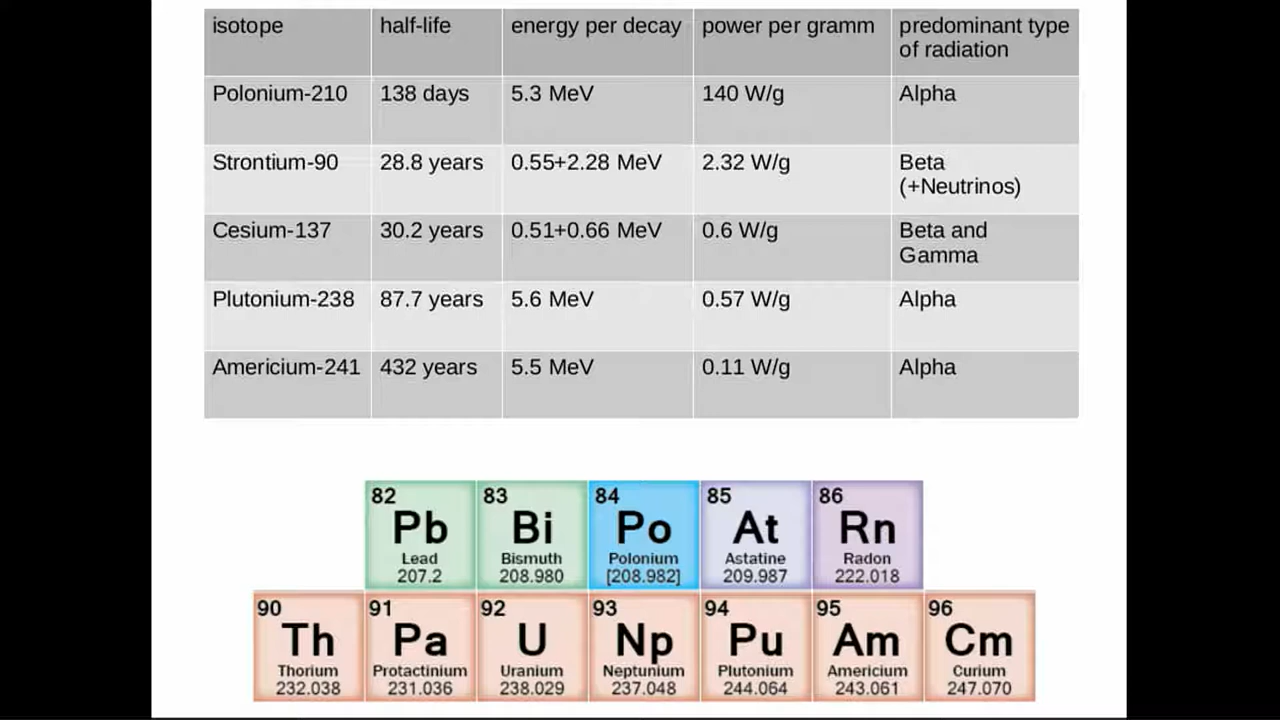 isotope half-life energy per decay power per gramm predominant type
of radiation
Polonium-210 138 days 5.3 MeV 140 W/g Alpha
Strontium-90 28.8 years 0.55+2.28 MeV 2.32 W/g Beta
(+Neutrinos)
Cesium-137 30.2 years 0.51+0.66 MeV 0.6 W/g Beta and
Gamma
Plutonium-238 87.7 years 5.6 MeV 0.57 W/g Alpha
Americium-241 432 years 5.5 MeV 0.11 W/g Alpha
82 83 84 85 86
Pb Bi Po At Rn
Lead Bismuth Polonium Astatine Radon
207.2 208.980 [208.982] 209.987 222.018
90 91 92 93 94 95 96
Th Pa U Np Pu Am Cm
Thorium Protactinium Uranium Neptunium Plutonium Americium Curium
232.038 231.036 238.029 237.048 244.064 243.061 247.070